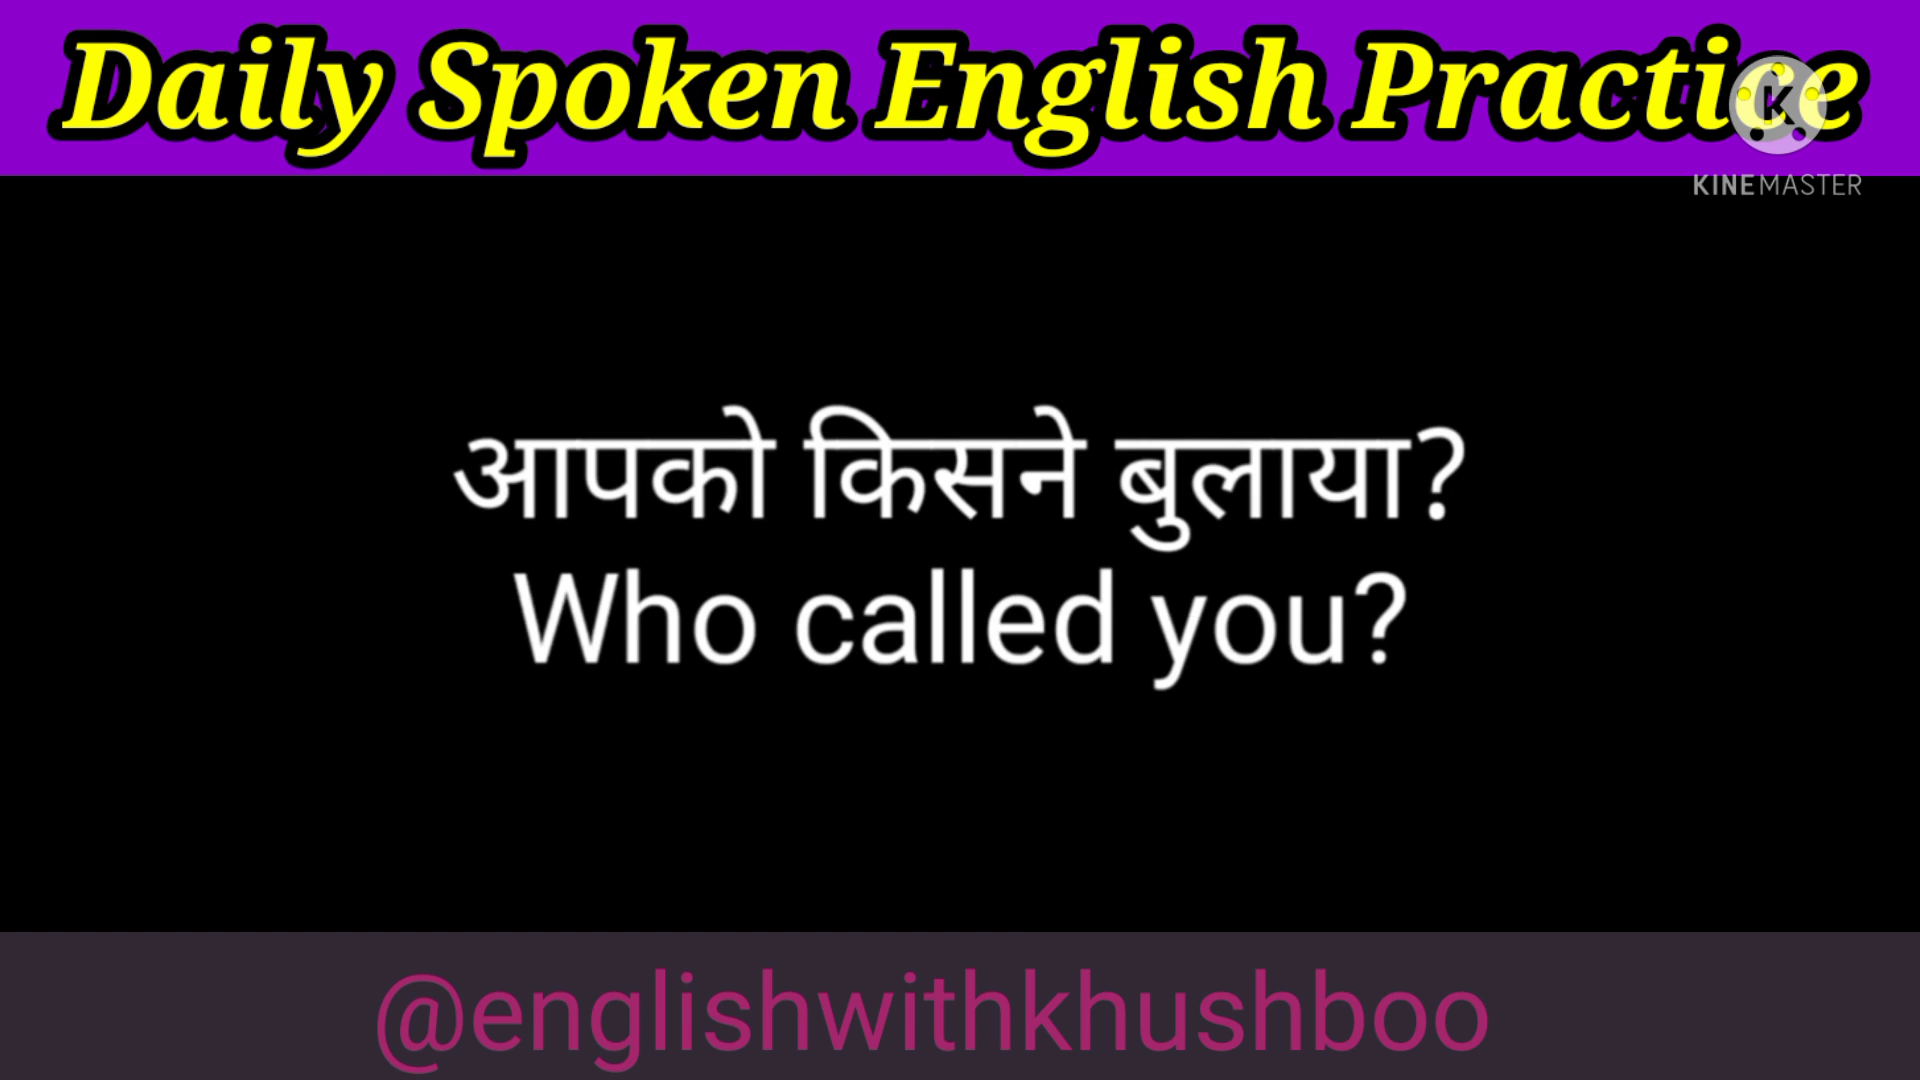 Daily Spoken English Practice
KINEMASTER
आपको किसने बुलाया?
Who called you?
@englishwithkhushboo